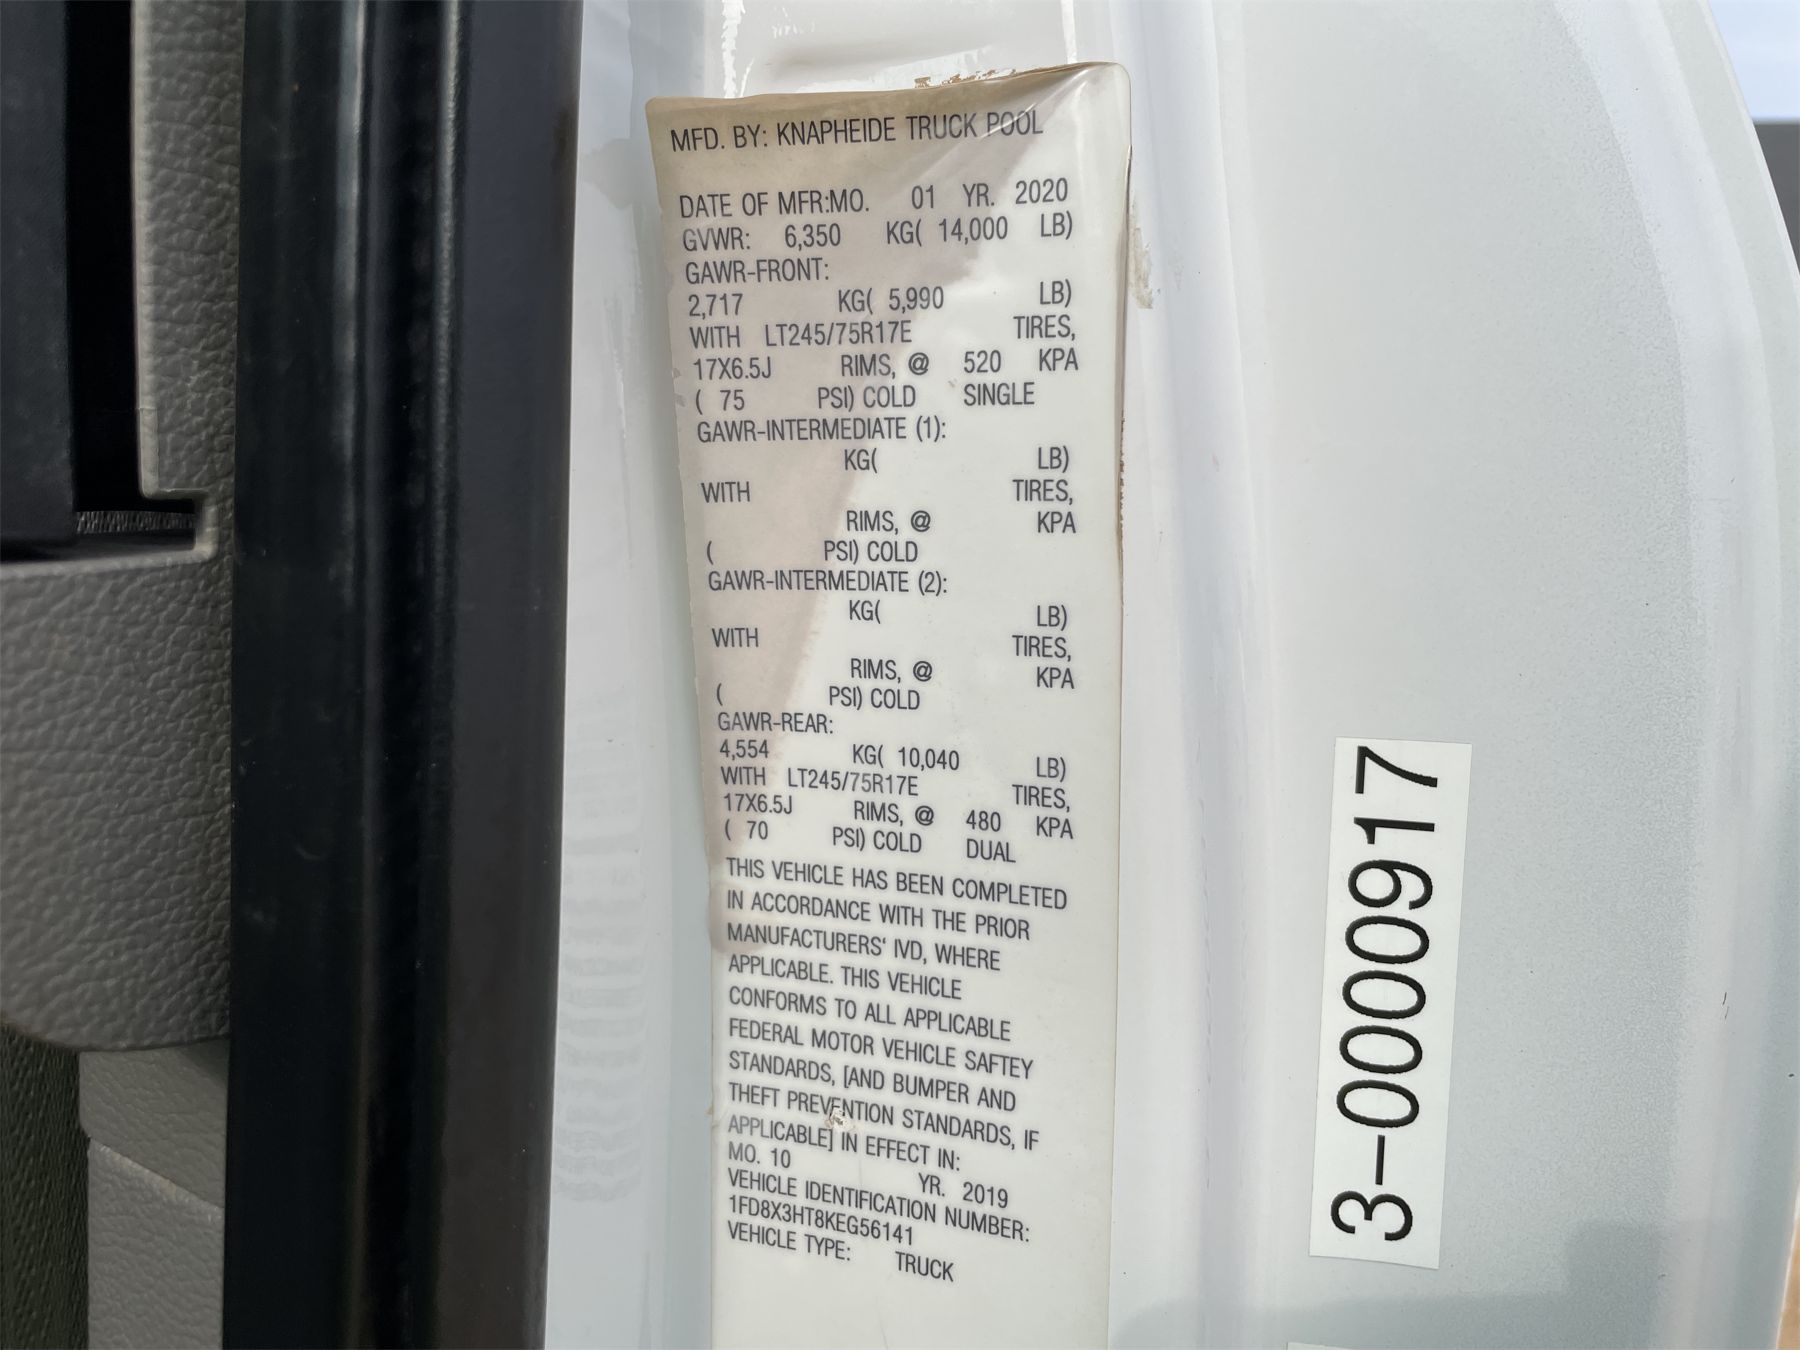 MFD. BY: KNAPHEIDE TRUCK POOL
DATE OF MFR:MO. 01 YR. 2020
GVWR: 6,350 KG( 14,000 LB)
GAWR-FRONT:
2,717 KG( 5,990 LB)
WITH LT245/75R17E TIRES,
17X6.5J RIMS, @ 520 KPA
( 75 PSI) COLD SINGLE
GAWR-INTERMEDIATE (1):
KG( LB)
WITH TIRES,
RIMS, @ KPA
( PSI) COLD
GAWR-INTERMEDIATE (2):
KG( LB)
WITH TIRES,
RIMS, @ KPA
( PSI) COLD
GAWR-REAR:
4,554 KG( 10,040 LB)
WITH LT245/75R17E TIRES,
17X6.5J RIMS, @ 480 KPA
( 70 PSI) COLD DUAL
THIS VEHICLE HAS BEEN COMPLETED
IN ACCORDANCE WITH THE PRIOR
MANUFACTURERS' IVD, WHERE
APPLICABLE. THIS VEHICLE
CONFORMS TO ALL APPLICABLE
FEDERAL MOTOR VEHICLE SAFTEY
STANDARDS, [AND BUMPER AND
THEFT PREVENTION STANDARDS, IF
APPLICABLE] IN EFFECT IN:
MO. 10 YR. 2019
VEHICLE IDENTIFICATION NUMBER:
1FD8X3HT8KEG56141
VEHICLE TYPE: TRUCK
3-0000917